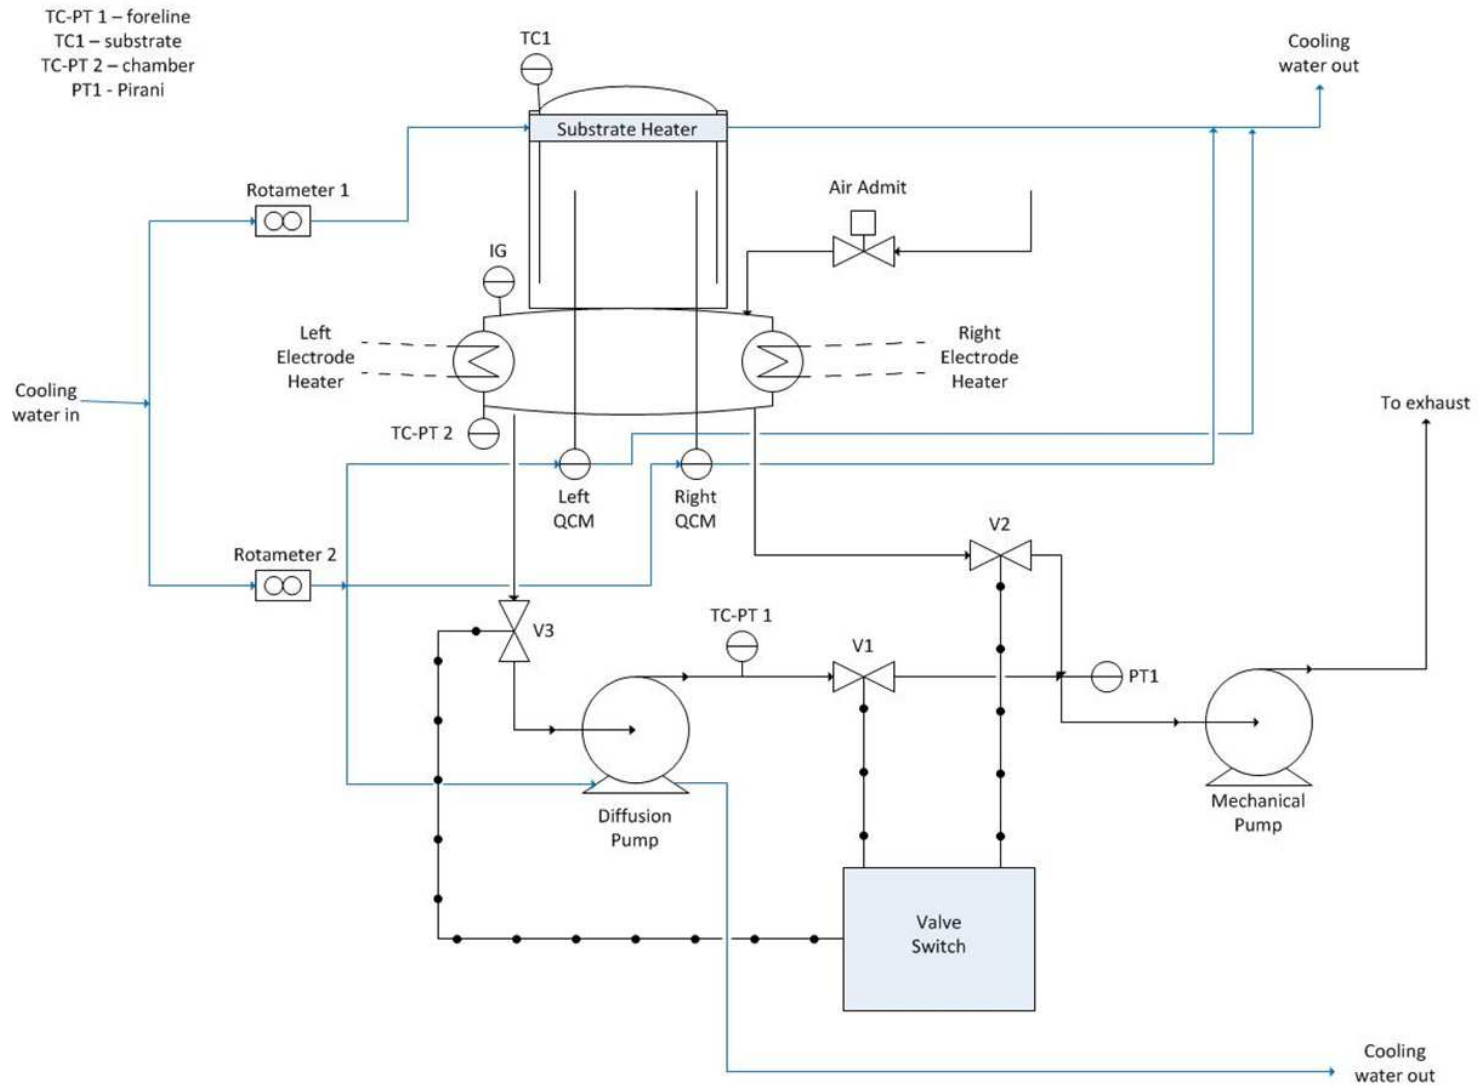 TC-PT 1 – foreline
TC1 – substrate
TC-PT 2 – chamber
PT1 - Pirani
TC1
Cooling
water out
Substrate Heater
Rotameter 1
Air Admit
IG
Left
Electrode
Heater
Right
Electrode
Heater
Cooling
water in
To exhaust
TC-PT 2
Left
QCM
Right
QCM
V2
Rotameter 2
V3
TC-PT 1
V1
PT1
Diffusion
Pump
Mechanical
Pump
Valve
Switch
Cooling
water out